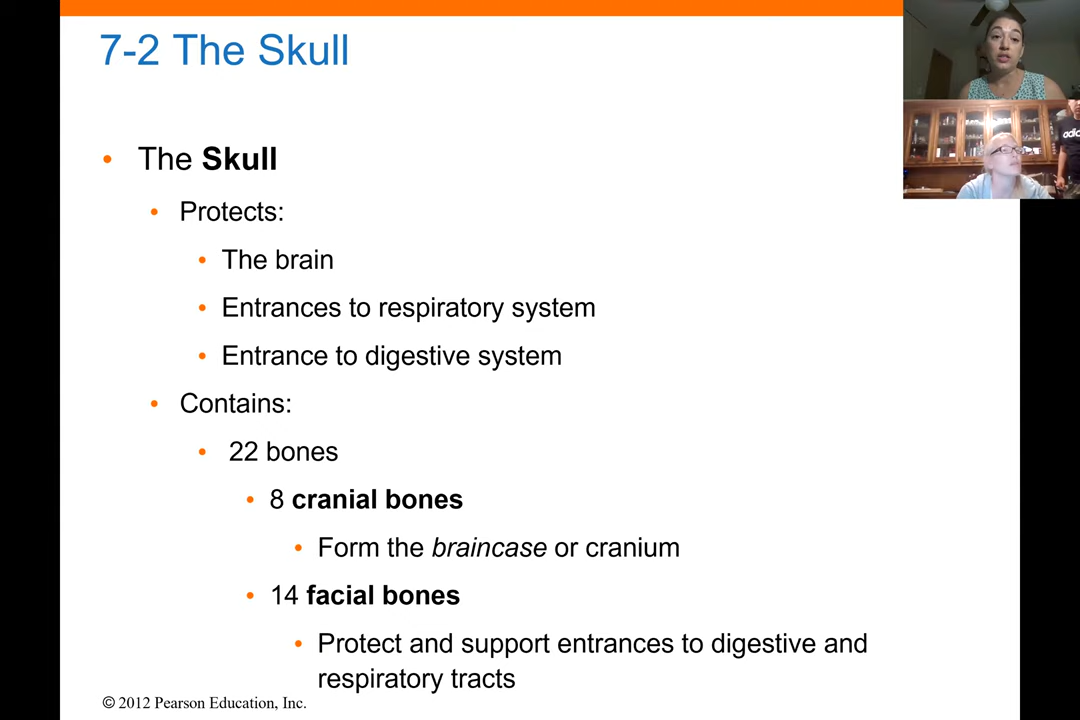 7-2 The Skull
• The Skull
• Protects:
• The brain
• Entrances to respiratory system
• Entrance to digestive system
• Contains:
• 22 bones
• 8 cranial bones
• Form the braincase or cranium
• 14 facial bones
• Protect and support entrances to digestive and
respiratory tracts
© 2012 Pearson Education, Inc.